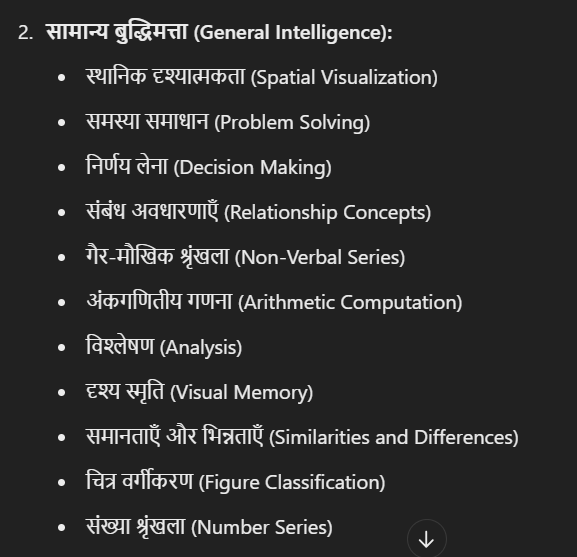 2. सामान्य बुद्धिमत्ता (General Intelligence):
• स्थानिक दृश्यात्मकता (Spatial Visualization)
• समस्या समाधान (Problem Solving)
• निर्णय लेना (Decision Making)
• संबंध अवधारणाएँ (Relationship Concepts)
• गैर-मौखिक श्रृंखला (Non-Verbal Series)
• अंकगणितीय गणना (Arithmetic Computation)
• विश्लेषण (Analysis)
• दृश्य स्मृति (Visual Memory)
• समानताएँ और भिन्नताएँ (Similarities and Differences)
• चित्र वर्गीकरण (Figure Classification)
• संख्या श्रृंखला (Number Series)